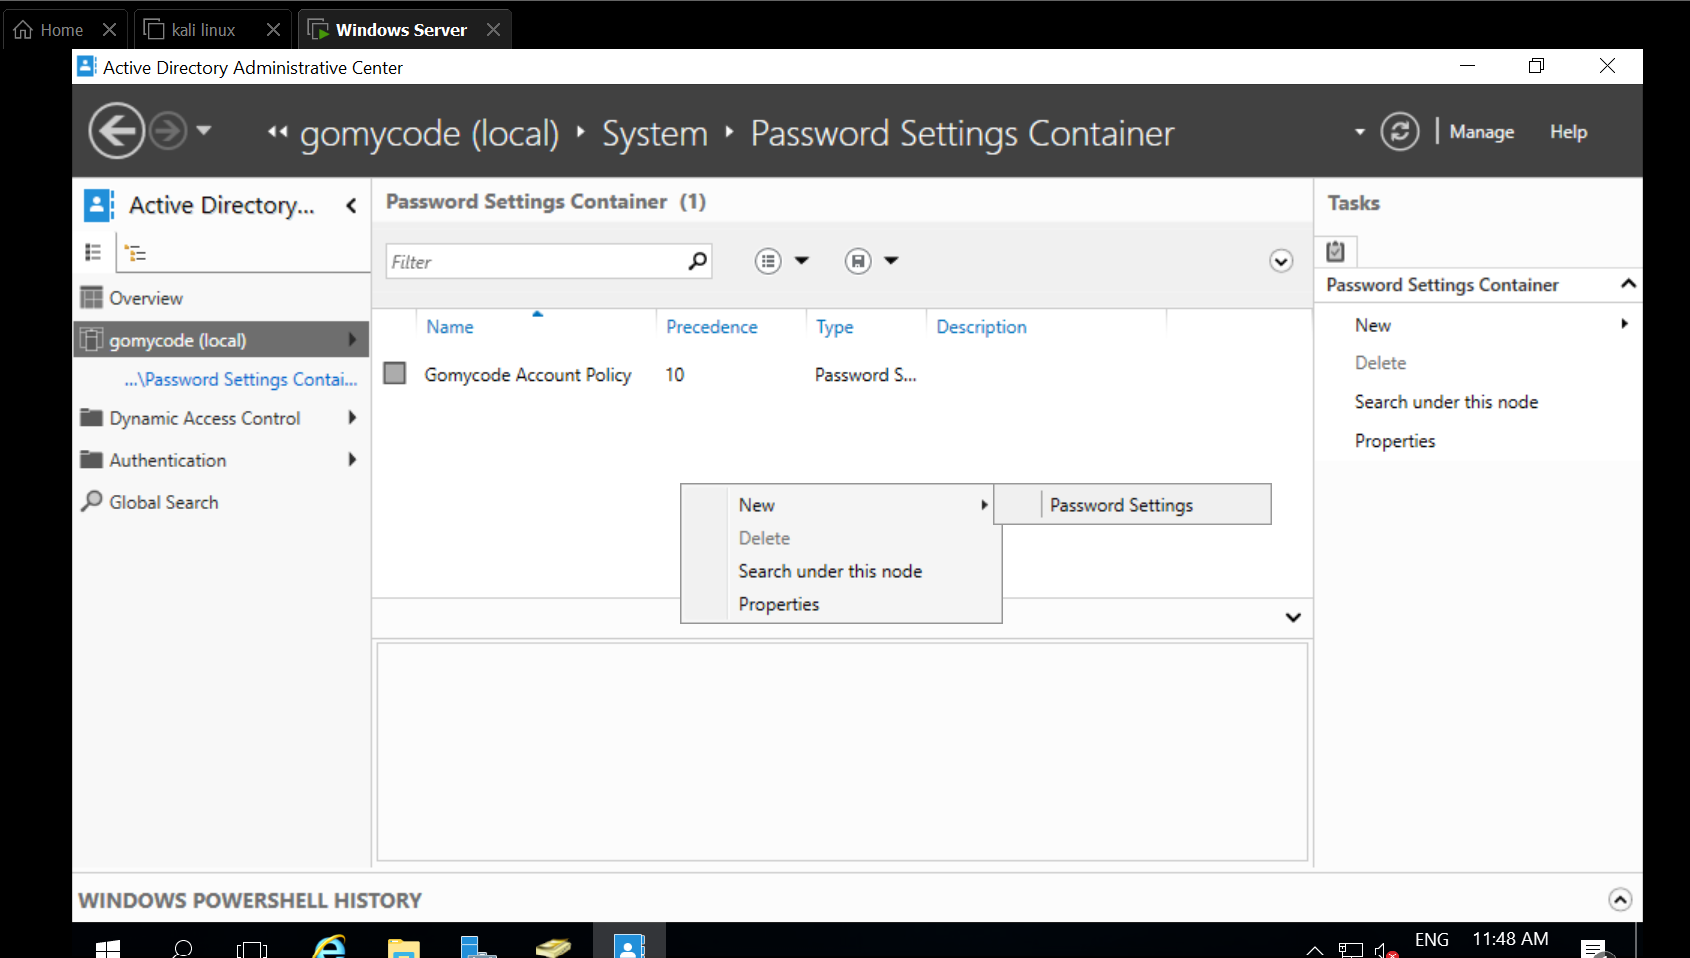 Home
kali linux
Windows Server
Active Directory Administrative Center
gomycode (local)
System
Password Settings Container
Manage
Help
Active Directory...
Overview
gomycode (local)
...\Password Settings Contai...
Dynamic Access Control
Authentication
Global Search
Password Settings Container (1)
Filter
Name Precedence Type Description
Gomycode Account Policy 10 Password S...
New
Password Settings
Delete
Search under this node
Properties
Tasks
Password Settings Container
New
Delete
Search under this node
Properties
WINDOWS POWERSHELL HISTORY
ENG 11:48 AM